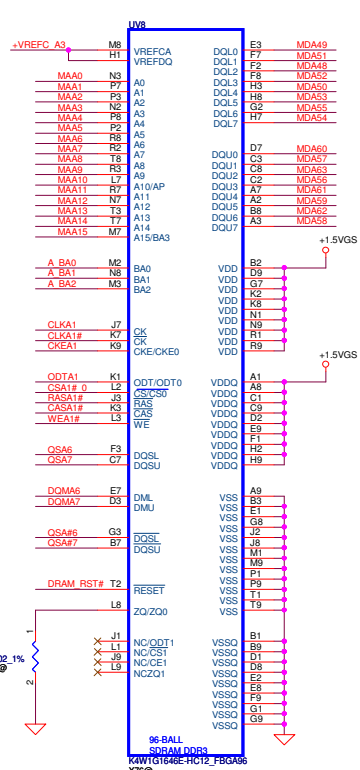 UV8
+VREFC_A3 M8 VREFCA DQL0 E3 MDA49
H1 VREFDQ DQL1 F7 MDA51
DQL2 F2 MDA48
MAA0 N3 A0 DQL3 F8 MDA52
MAA1 P7 A1 DQL4 H3 MDA50
MAA2 P3 A2 DQL5 H8 MDA53
MAA3 N2 A3 DQL6 G2 MDA55
MAA4 P8 A4 DQL7 H7 MDA54
MAA5 P2 A5
MAA6 R8 A6
MAA7 R2 A7 DQU0 D7 MDA60
MAA8 T8 A8 DQU1 C3 MDA57
MAA9 R3 A9 DQU2 C8 MDA63
MAA10 L7 A10/AP DQU3 C2 MDA56
MAA11 R7 A11 DQU4 A7 MDA61
MAA12 N7 A12 DQU5 A2 MDA59
MAA13 T3 A13 DQU6 B8 MDA62
MAA14 T7 A14 DQU7 A3 MDA58
MAA15 M7 A15/BA3
+1.5VGS
A_BA0 M2 BA0 VDD B2
A_BA1 N8 BA1 VDD D9
A_BA2 M3 BA2 VDD G7
VDD K2
VDD K8
VDD N1
CLKA1 J7 CK VDD N9
CLKA1# K7 CK VDD R1
CKEA1 K9 CKE/CKE0 VDD R9
+1.5VGS
ODTA1 K1 ODT/ODT0 VDDQ A1
CSA1#_0 L2 CS/CS0 VDDQ A8
RASA1# J3 RAS VDDQ C1
CASA1# K3 CAS VDDQ C9
WEA1# L3 WE VDDQ D2
VDDQ E9
VDDQ F1
QSA6 F3 DQSL VDDQ H2
QSA7 C7 DQSU VDDQ H9
DQMA6 E7 DML VSS A9
DQMA7 D3 DMU VSS B3
VSS E1
VSS G8
QSA#6 G3 DQSL VSS J2
QSA#7 B7 DQSU VSS J8
VSS M1
VSS M9
VSS P1
DRAM_RST# T2 RESET VSS P9
VSS T1
L8 ZQ/ZQ0 VSS T9
1
J1 NC/ODT1 VSSQ B1
L1 NC/CS1 VSSQ B9
J9 NC/CE1 VSSQ D1
L9 NCZQ1 VSSQ D8
02_1%
2
VSSQ E2
VSSQ E8
VSSQ F9
VSSQ G1
VSSQ G9
96-BALL
SDRAM DDR3
K4W1G1646E-HC12_FBGA96